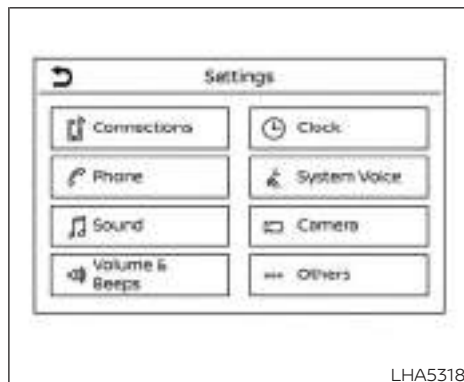 Settings
Connections
Clock
Phone
System Voice
Sound
Camera
Volume &
Beeps
Others
LHA5318